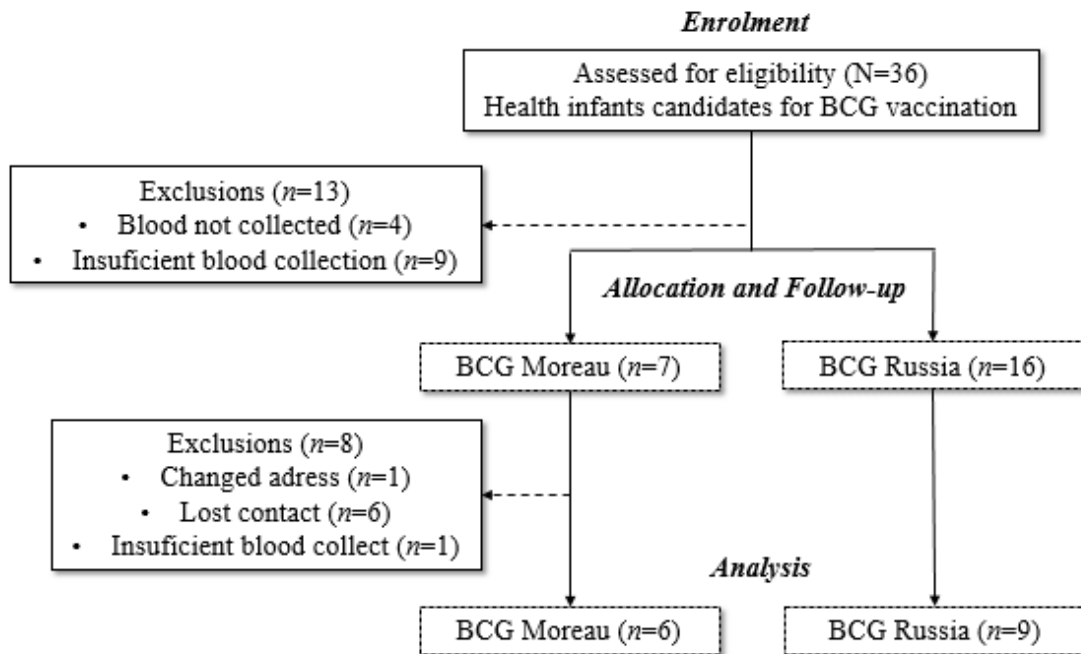 Enrolment
Assessed for eligibility (N=36)
Health infants candidates for BCG vaccination
Exclusions (n=13)
• Blood not collected (n=4)
• Insuficient blood collection (n=9)
Allocation and Follow-up
BCG Moreau (n=7)
BCG Russia (n=16)
Exclusions (n=8)
• Changed adress (n=1)
• Lost contact (n=6)
• Insuficient blood collect (n=1)
Analysis
BCG Moreau (n=6)
BCG Russia (n=9)